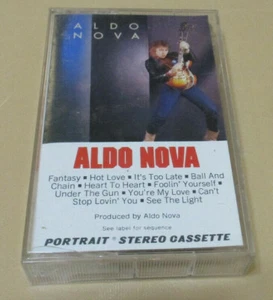 ALDO
NOVA
ALDO NOVA
Fantasy ■ Hot Love ■ It's Too Late ■ Ball And
Chain ■ Heart To Heart ■ Foolin' Yourself ■
Under The Gun ■ You're My Love ■ Can't
Stop Lovin' You ■ See The Light
Produced by Aldo Nova
See label for sequence
PORTRAIT ® STEREO CASSETTE